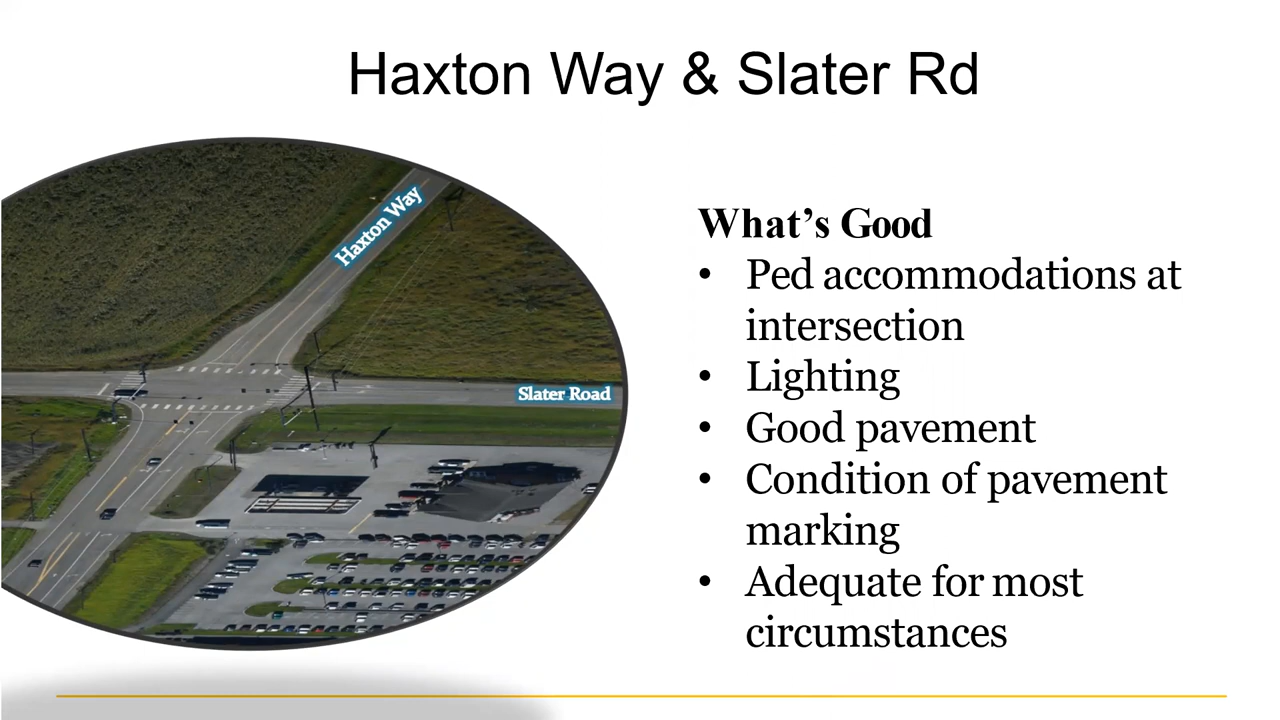 Haxton Way & Slater Rd
Haxton Way
Slater Road
What’s Good
• Ped accommodations at
intersection
• Lighting
• Good pavement
• Condition of pavement
marking
• Adequate for most
circumstances